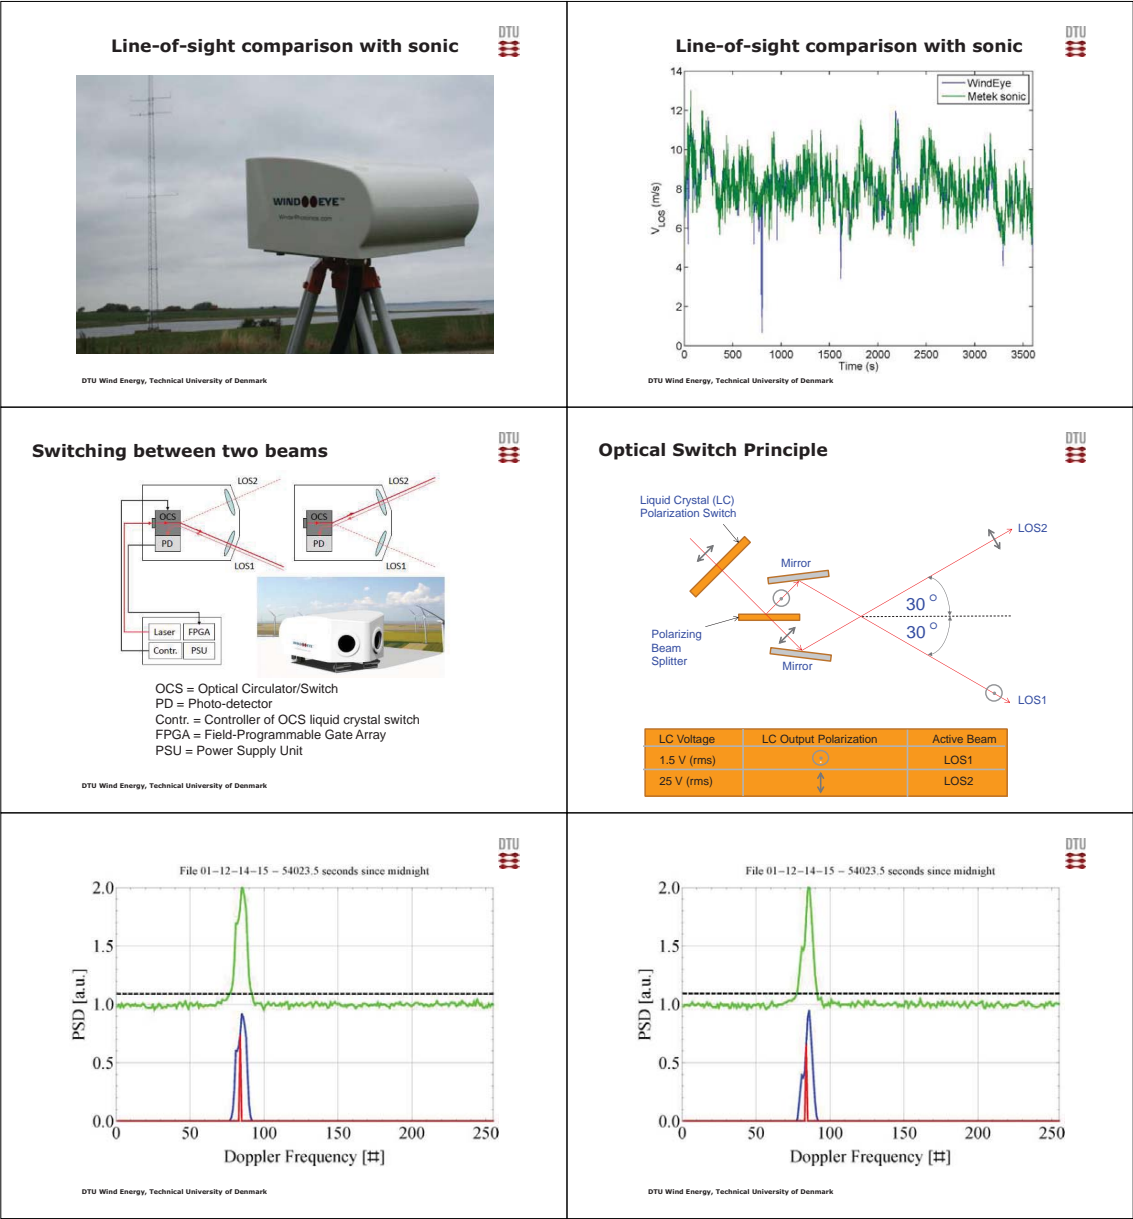 Line-of-sight comparison with sonic
DTU
WIND EYE™
DTU Wind Energy, Technical University of Denmark
Line-of-sight comparison with sonic
DTU
14
12
10
8
6
4
2
0
V_LOS (m/s)
WindEye
Metek sonic
0 500 1000 1500 2000 2500 3000 3500
Time (s)
DTU Wind Energy, Technical University of Denmark
Switching between two beams
DTU
LOS2
OCS
PD
LOS1
LOS2
OCS
PD
LOS1
Laser FPGA
Contr. PSU
OCS = Optical Circulator/Switch
PD = Photo-detector
Contr. = Controller of OCS liquid crystal switch
FPGA = Field-Programmable Gate Array
PSU = Power Supply Unit
DTU Wind Energy, Technical University of Denmark
Optical Switch Principle
DTU
Liquid Crystal (LC)
Polarization Switch
LOS2
Mirror
30°
30°
Polarizing
Beam
Splitter
Mirror
LOS1
LC Voltage LC Output Polarization Active Beam
1.5 V (rms) LOS1
25 V (rms) LOS2
DTU
File 01−12−14−15 − 54023.5 seconds since midnight
2.0
1.5
1.0
0.5
0.0
PSD [a.u.]
0 50 100 150 200 250
Doppler Frequency [#]
DTU Wind Energy, Technical University of Denmark
DTU
File 01−12−14−15 − 54023.5 seconds since midnight
2.0
1.5
1.0
0.5
0.0
PSD [a.u.]
0 50 100 150 200 250
Doppler Frequency [#]
DTU Wind Energy, Technical University of Denmark